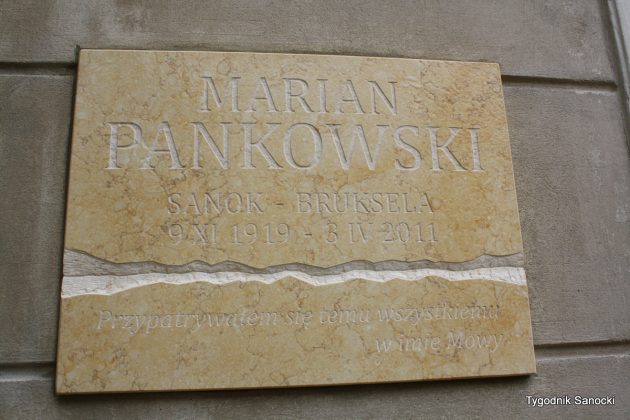 MARIAN
PANKOWSKI
SANOK - BRUKSELA
9 XI 1919 - 3 IV 2011
Przypatrywałem się temu wszystkiemu
w imię Mowy
Tygodnik Sanocki